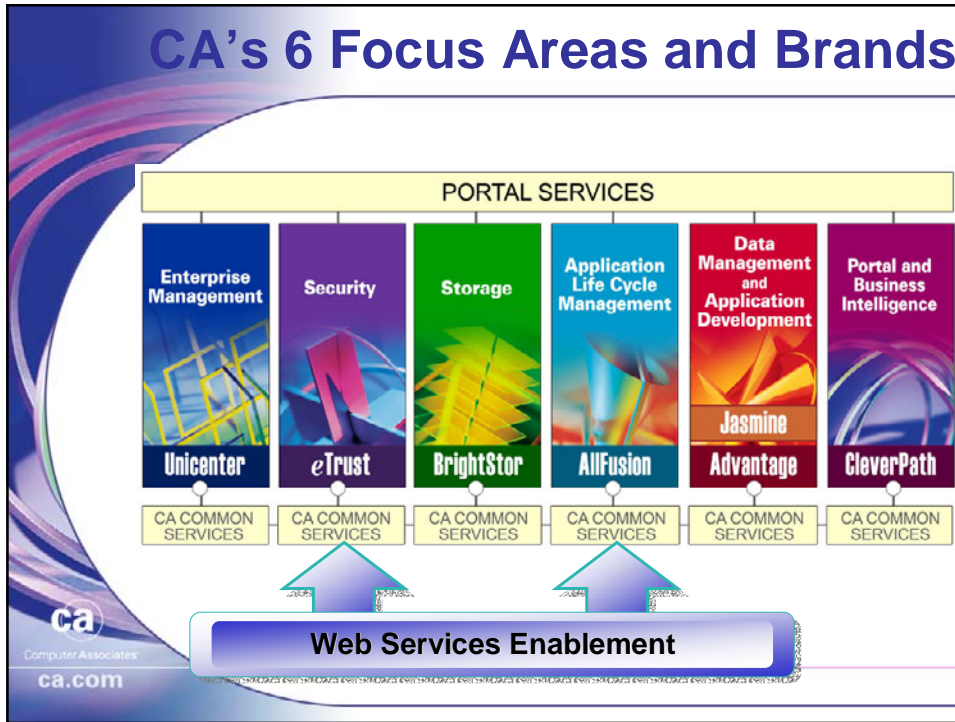 CA's 6 Focus Areas and Brands
PORTAL SERVICES
Enterprise
Management
Unicenter
Security
eTrust
Storage
BrightStor
Application
Life Cycle
Management
AllFusion
Data
Management
and
Application
Development
Jasmine
Advantage
Portal and
Business
Intelligence
CleverPath
CA COMMON
SERVICES
CA COMMON
SERVICES
CA COMMON
SERVICES
CA COMMON
SERVICES
CA COMMON
SERVICES
CA COMMON
SERVICES
Web Services Enablement
ca
Computer Associates
ca.com